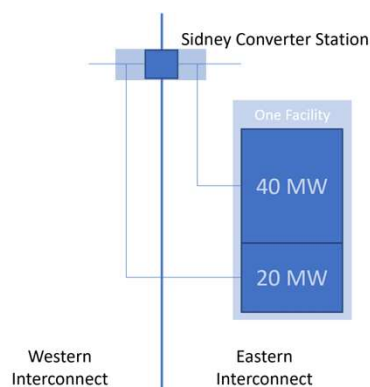 Sidney Converter Station
One Facility
40 MW
20 MW
Western
Interconnect
Eastern
Interconnect